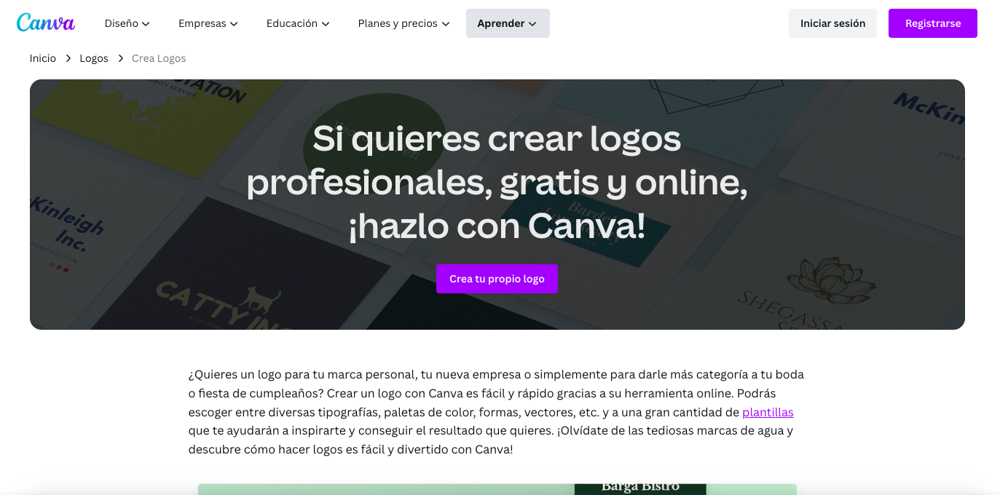 Canva
Diseño
Empresas
Educación
Planes y precios
Aprender
Iniciar sesión
Registrarse
Inicio
Logos
Crea Logos
Si quieres crear logos
profesionales, gratis y online,
¡hazlo con Canva!
Crea tu propio logo
McKin
Kinleigh
Inc.
CONSTRUCTION
CATTY INC
SHEGASSA
¿Quieres un logo para tu marca personal, tu nueva empresa o simplemente para darle más categoría a tu boda
o fiesta de cumpleaños? Crear un logo con Canva es fácil y rápido gracias a su herramienta online. Podrás
escoger entre diversas tipografías, paletas de color, formas, vectores, etc. y a una gran cantidad de plantillas
que te ayudarán a inspirarte y conseguir el resultado que quieres. ¡Olvídate de las tediosas marcas de agua y
descubre cómo hacer logos es fácil y divertido con Canva!
Barga Bistro